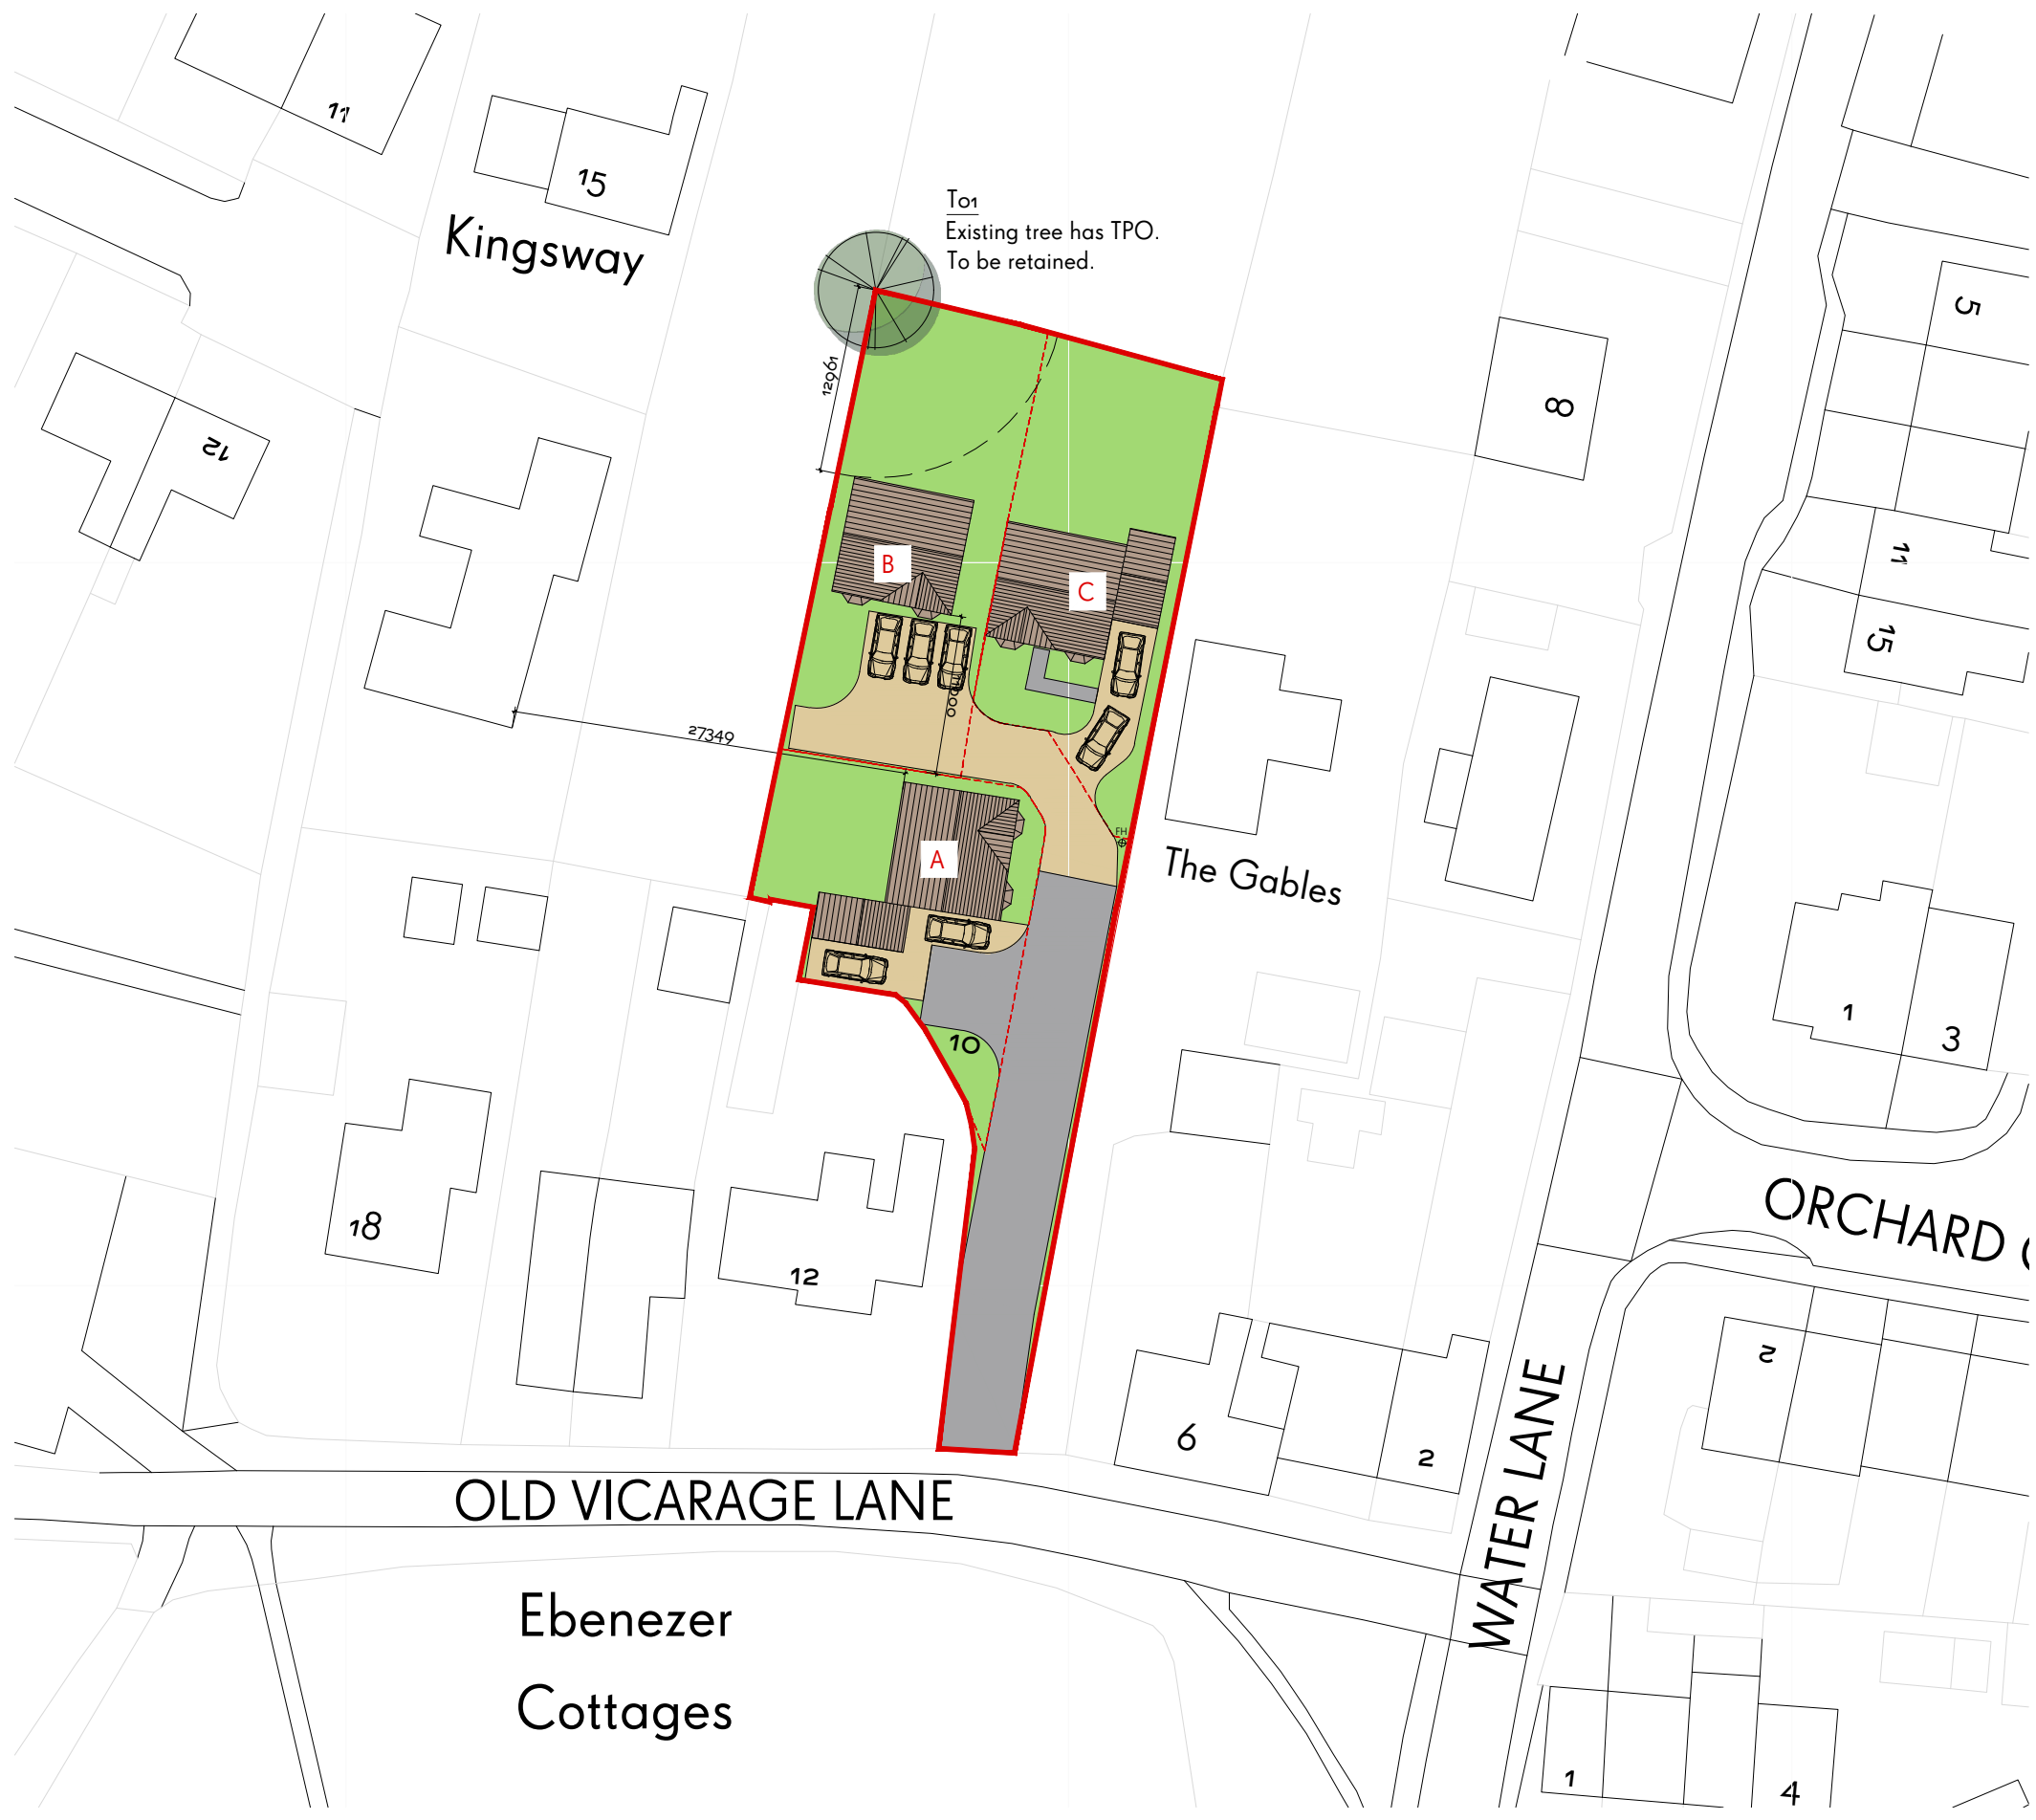 11
15
Kingsway
To1
Existing tree has TPO.
To be retained.
12961
12
5
8
11
15
B
C
27349
A
FH
The Gables
10
1
3
18
12
ORCHARD
2
6
2
OLD VICARAGE LANE
WATER LANE
Ebenezer
Cottages
1
4